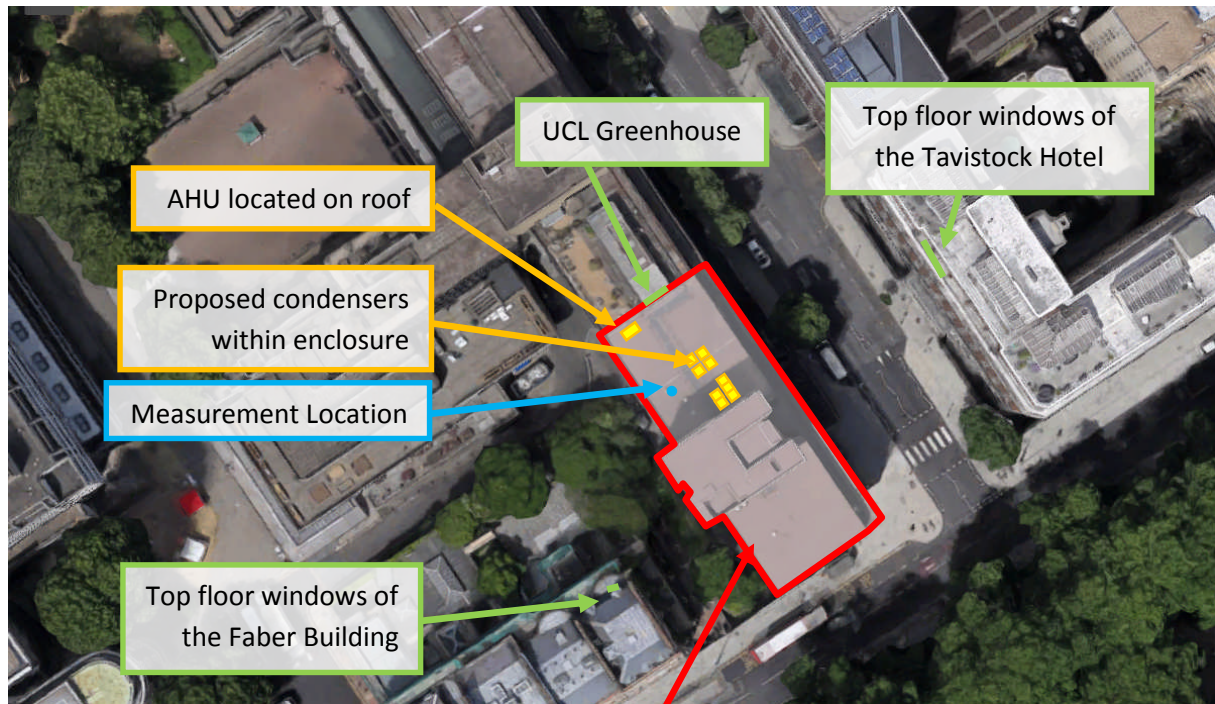 UCL Greenhouse
Top floor windows of
the Tavistock Hotel
AHU located on roof
Proposed condensers
within enclosure
Measurement Location
Top floor windows of
the Faber Building